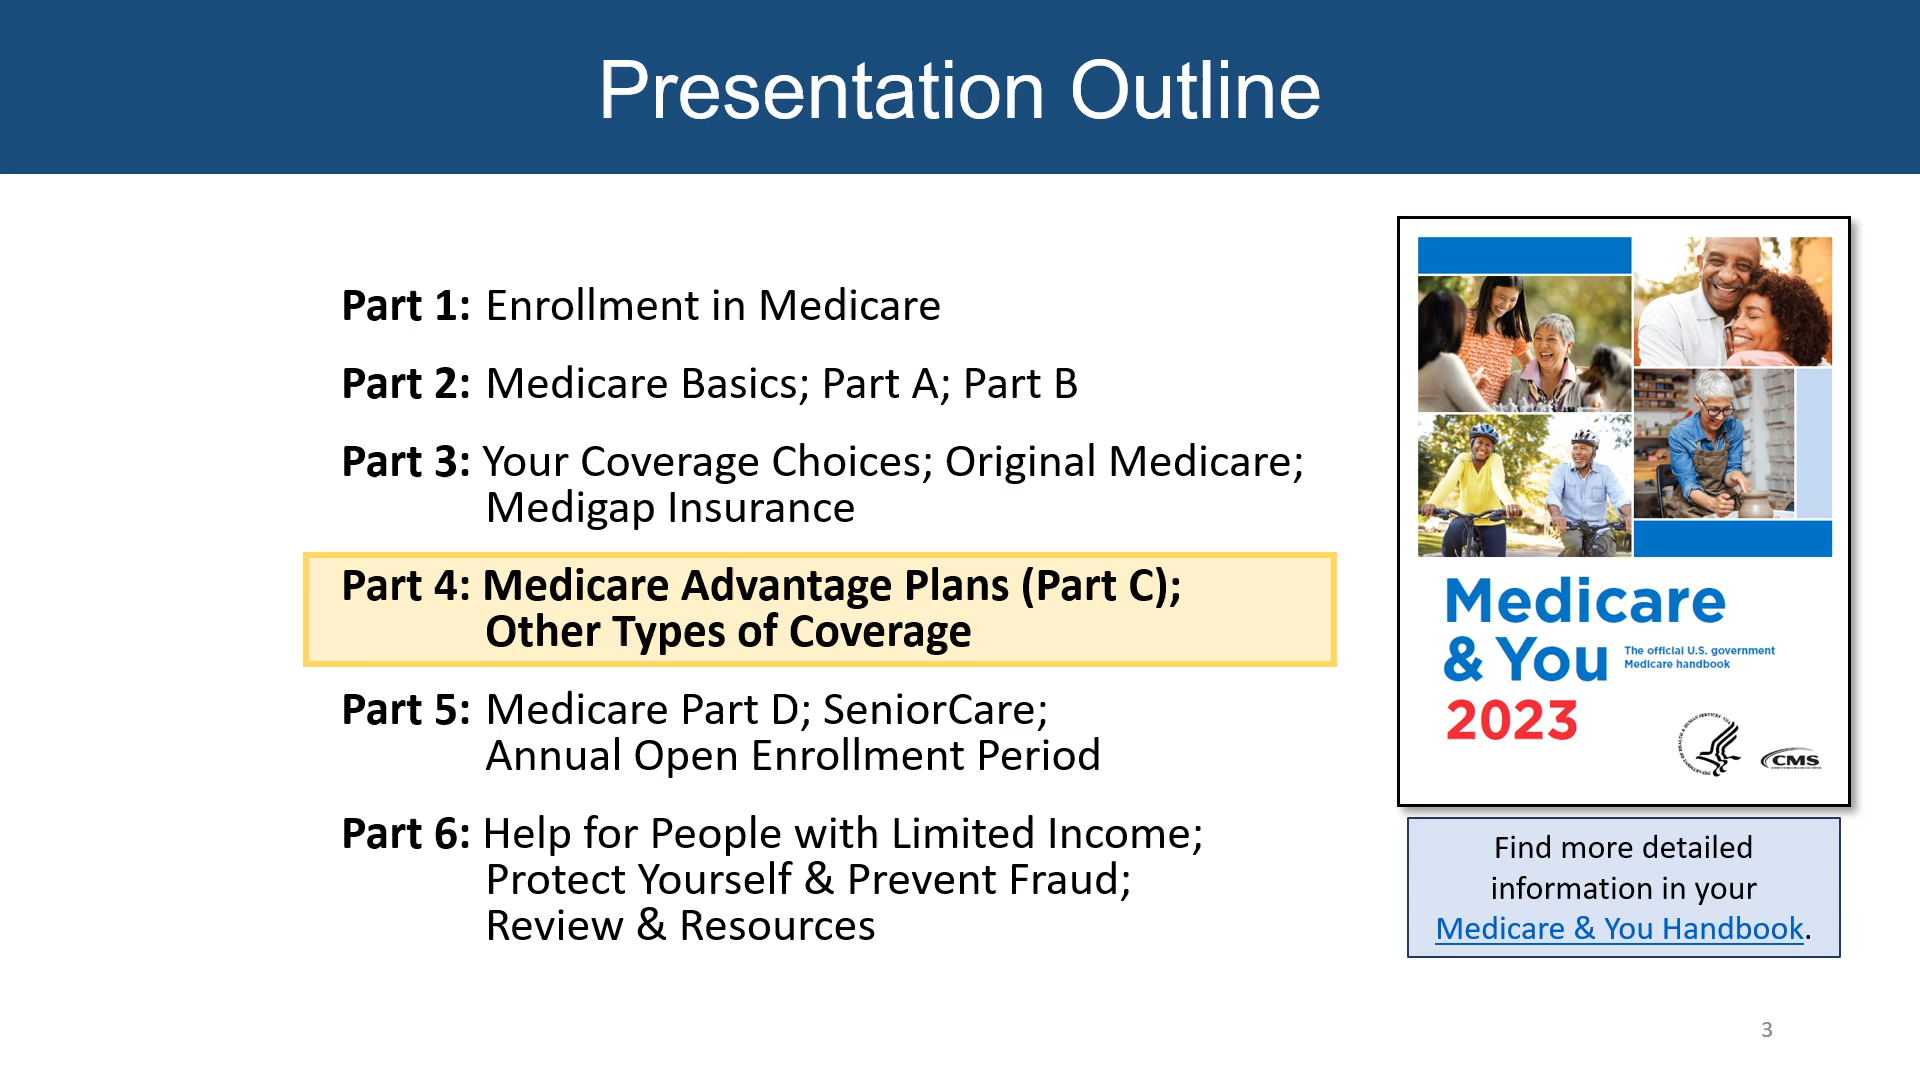 Presentation Outline
Part 1: Enrollment in Medicare
Part 2: Medicare Basics; Part A; Part B
Part 3: Your Coverage Choices; Original Medicare;
Medigap Insurance
Part 4: Medicare Advantage Plans (Part C);
Other Types of Coverage
Part 5: Medicare Part D; SeniorCare;
Annual Open Enrollment Period
Part 6: Help for People with Limited Income;
Protect Yourself & Prevent Fraud;
Review & Resources
Medicare
& You
The official U.S. government
Medicare handbook
2023
CMS
Find more detailed
information in your
Medicare & You Handbook.
3